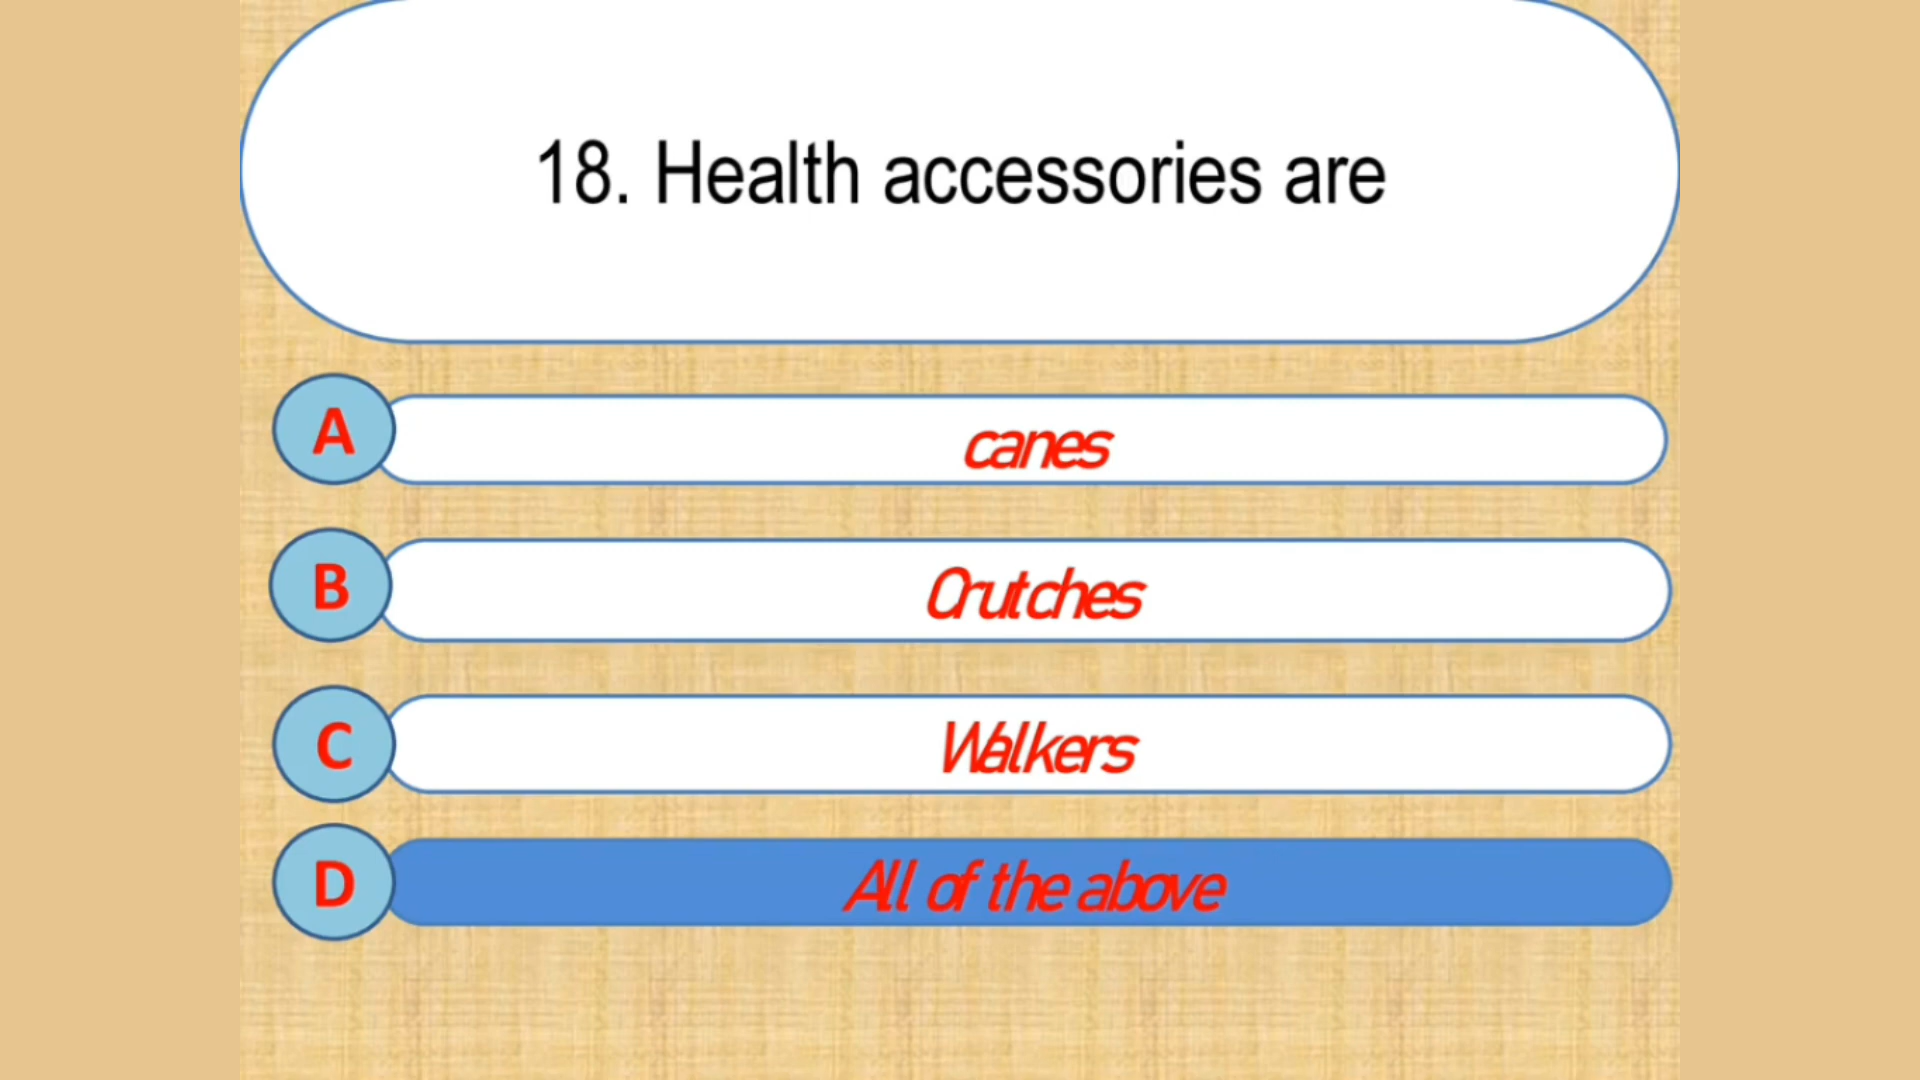 18. Health accessories are
A canes
B Crutches
C Walkers
D All of the above